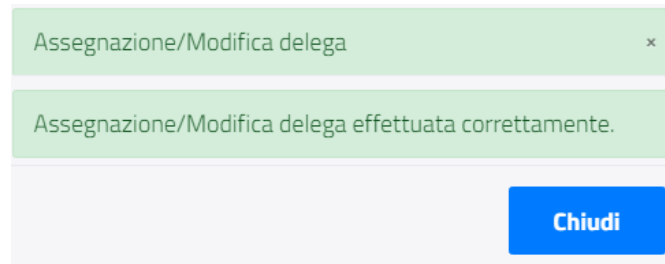 Assegnazione/Modifica delega ×
Assegnazione/Modifica delega effettuata correttamente.
Chiudi